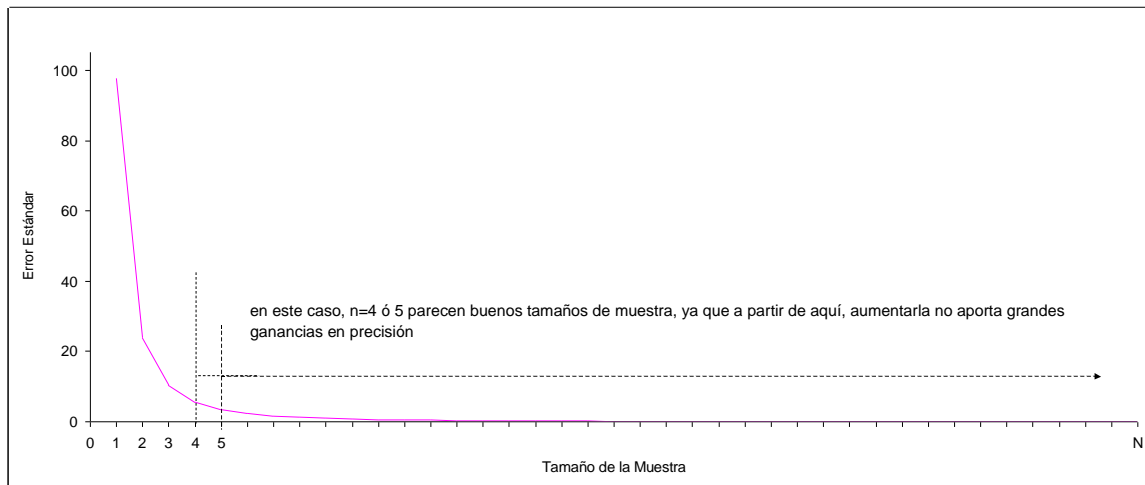 100
80
60
40
20
0
Error Estándar
en este caso, n=4 ó 5 parecen buenos tamaños de muestra, ya que a partir de aquí, aumentarla no aporta grandes
ganancias en precisión
0 1 2 3 4 5 N
Tamaño de la Muestra